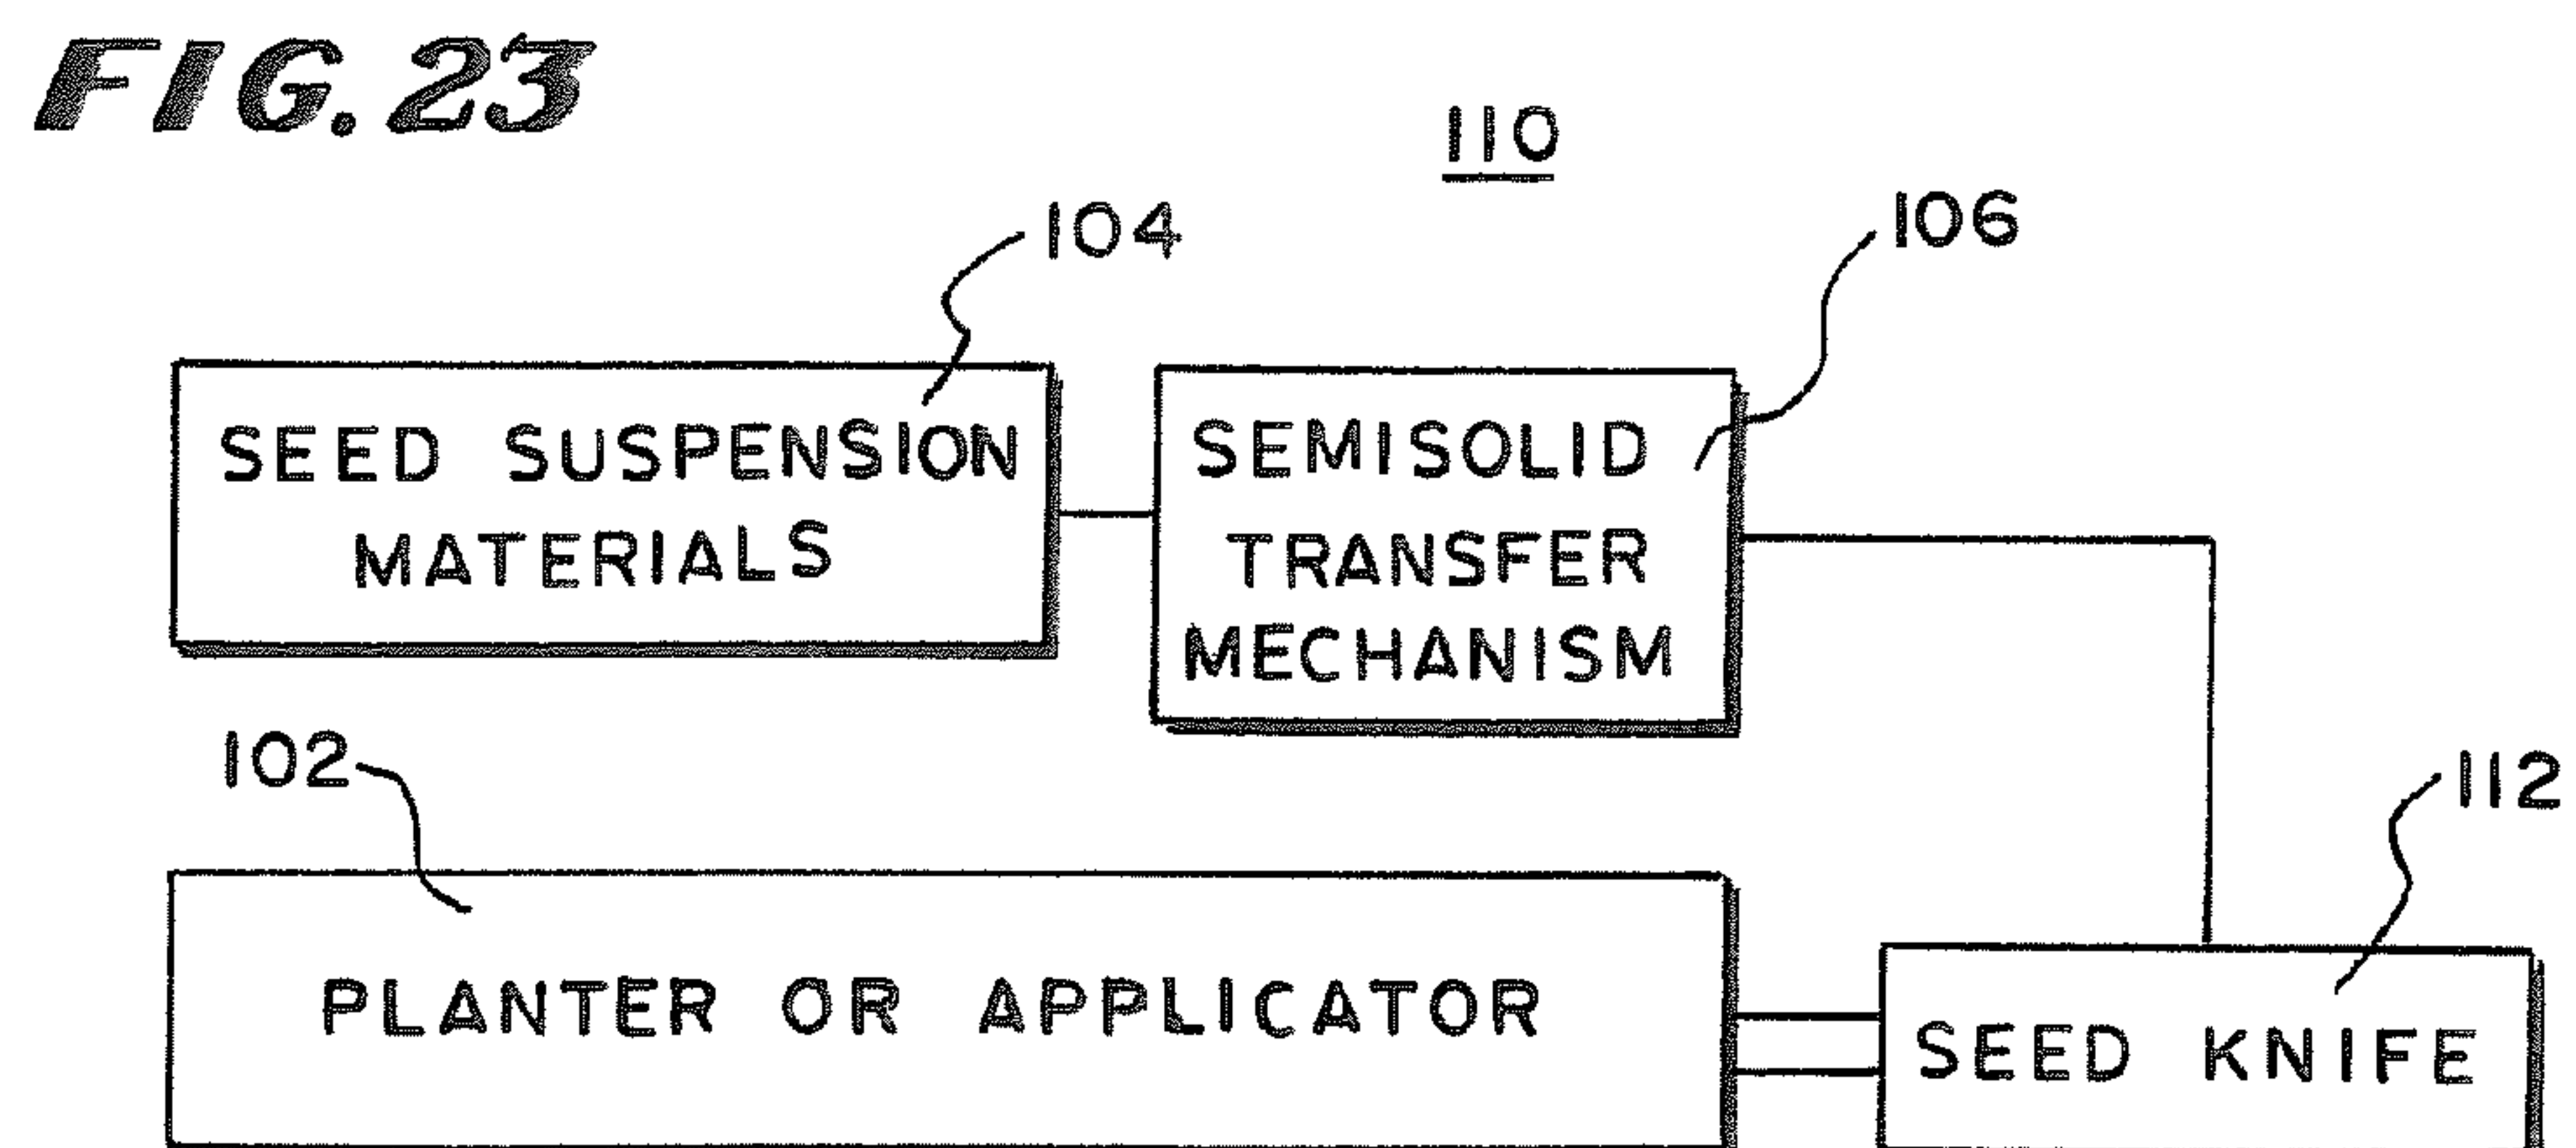 FIG. 23
110
104
106
SEED SUSPENSION
MATERIALS
SEMISOLID
TRANSFER
MECHANISM
102
112
PLANTER OR APPLICATOR
SEED KNIFE